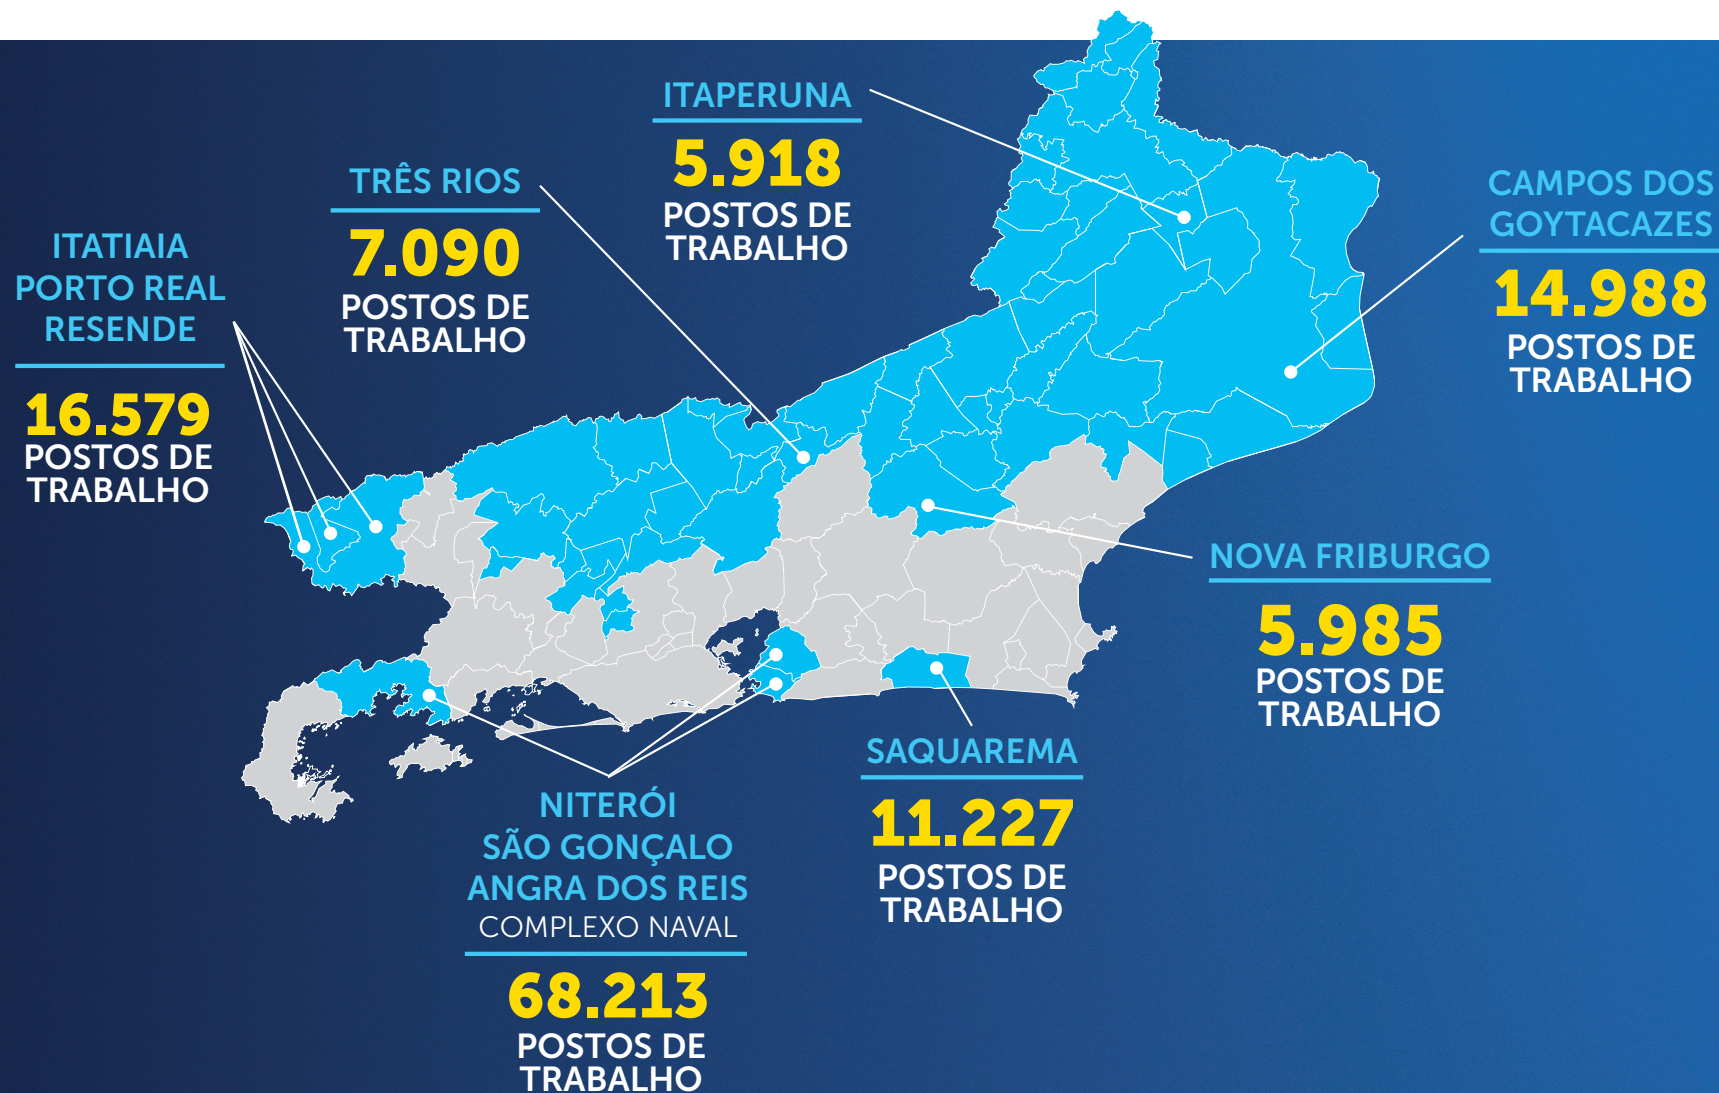 ITAPERUNA
5.918
POSTOS DE
TRABALHO
TRÊS RIOS
7.090
POSTOS DE
TRABALHO
CAMPOS DOS
GOYTACAZES
14.988
POSTOS DE
TRABALHO
ITATIAIA
PORTO REAL
RESENDE
16.579
POSTOS DE
TRABALHO
NOVA FRIBURGO
5.985
POSTOS DE
TRABALHO
SAQUAREMA
11.227
POSTOS DE
TRABALHO
NITERÓI
SÃO GONÇALO
ANGRA DOS REIS
COMPLEXO NAVAL
68.213
POSTOS DE
TRABALHO